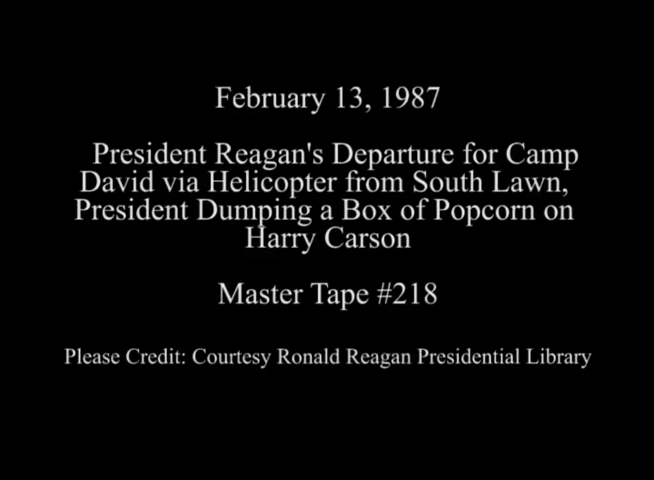 February 13, 1987
President Reagan's Departure for Camp
David via Helicopter from South Lawn,
President Dumping a Box of Popcorn on
Harry Carson
Master Tape #218
Please Credit: Courtesy Ronald Reagan Presidential Library